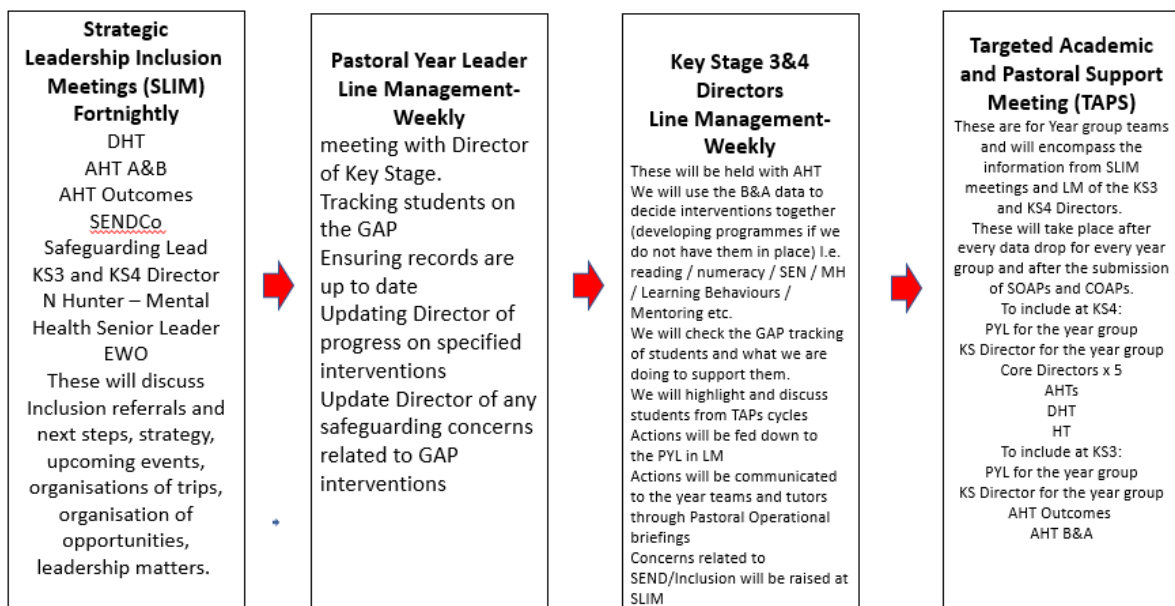 Strategic
Leadership Inclusion
Meetings (SLIM)
Fortnightly
DHT
AHT A&B
AHT Outcomes
SENDCo
Safeguarding Lead
KS3 and KS4 Director
N Hunter – Mental
Health Senior Leader
EWO
These will discuss
Inclusion referrals and
next steps, strategy,
upcoming events,
organisations of trips,
organisation of
opportunities,
leadership matters.
Pastoral Year Leader
Line Management-
Weekly
meeting with Director
of Key Stage.
Tracking students on
the GAP
Ensuring records are
up to date
Updating Director of
progress on specified
interventions
Update Director of any
safeguarding concerns
related to GAP
interventions
Key Stage 3&4
Directors
Line Management-
Weekly
These will be held with AHT
We will use the B&A data to
decide interventions together
(developing programmes if we
do not have them in place) I.e.
reading / numeracy / SEN / MH
/ Learning Behaviours /
Mentoring etc.
We will check the GAP tracking
of students and what we are
doing to support them.
We will highlight and discuss
students from TAPs cycles
Actions will be fed down to
the PYL in LM
Actions will be communicated
to the year teams and tutors
through Pastoral Operational
briefings
Concerns related to
SEND/Inclusion will be raised at
SLIM
Targeted Academic
and Pastoral Support
Meeting (TAPS)
These are for Year group teams
and will encompass the
information from SLIM
meetings and LM of the KS3
and KS4 Directors.
These will take place after
every data drop for every year
group and after the submission
of SOAPs and COAPs.
To include at KS4:
PYL for the year group
KS Director for the year group
Core Directors x 5
AHTs
DHT
HT
To include at KS3:
PYL for the year group
KS Director for the year group
AHT Outcomes
AHT B&A